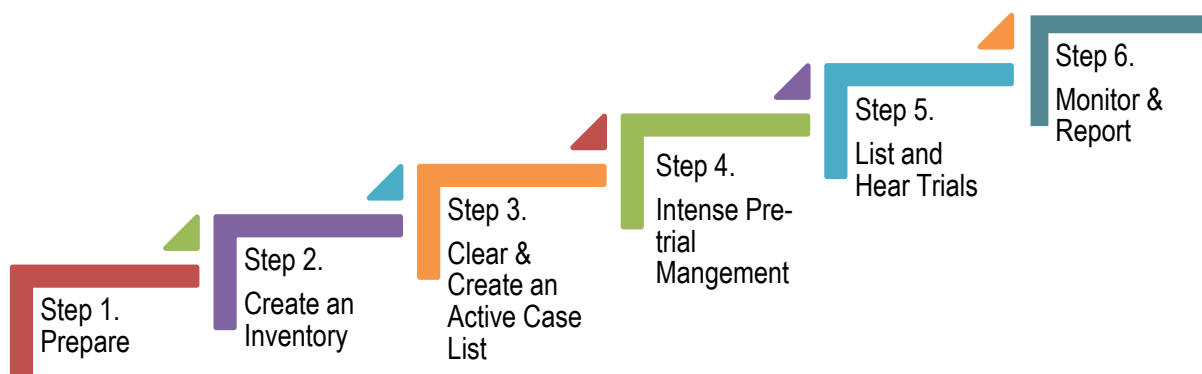 Step 1.
Prepare
Step 2.
Create an
Inventory
Step 3.
Clear &
Create an
Active Case
List
Step 4.
Intense Pre-
trial
Mangement
Step 5.
List and
Hear Trials
Step 6.
Monitor &
Report